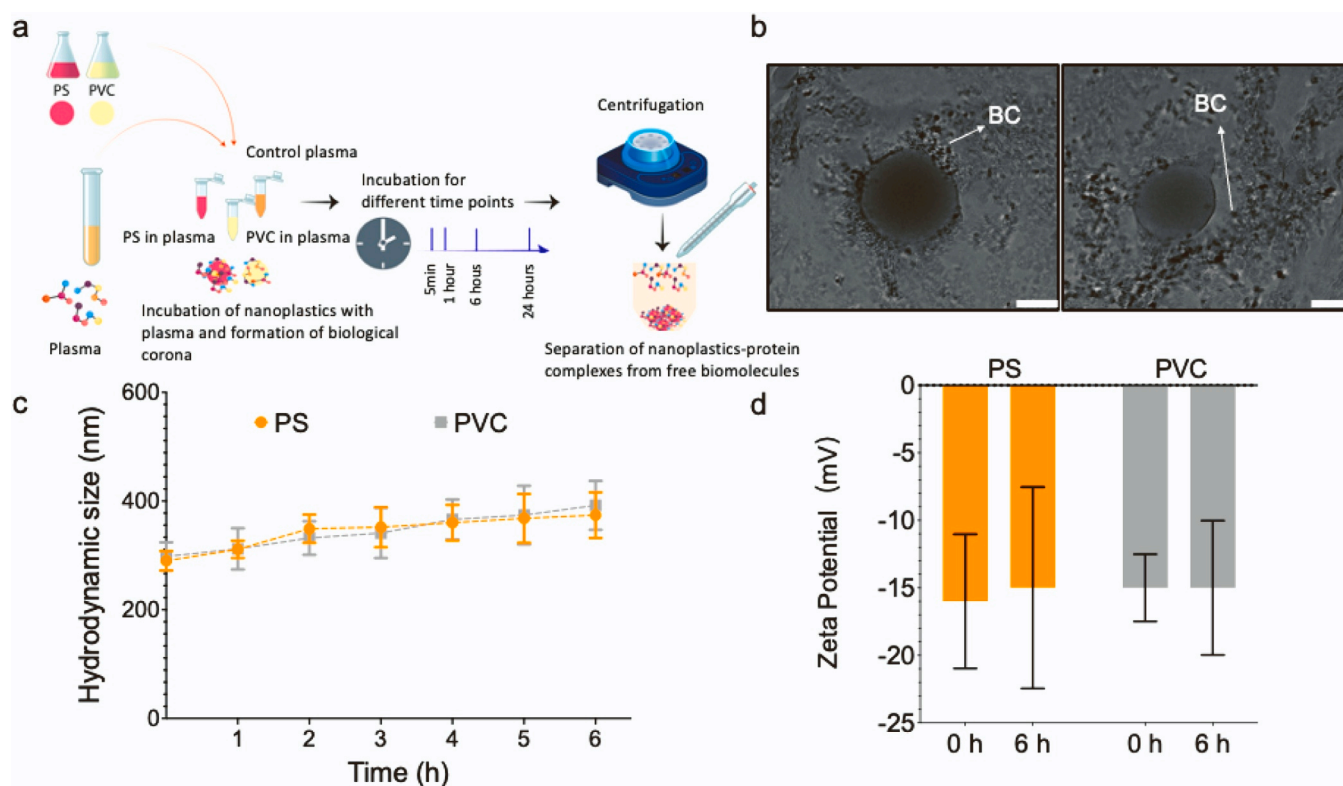 a
PS
PVC
Control plasma
PS in plasma
PVC in plasma
Plasma
Incubation of nanoplastics with
plasma and formation of biological
corona
Incubation for
different time points
5min
1 hour
6 hous
24 hours
Centrifugation
Separation of nanoplastics-protein
complexes from free biomolecules
b
BC
BC
c
PS
PVC
Hydrodynamic size (nm)
600
400
200
0
1 2 3 4 5 6
Time (h)
d
PS PVC
Zeta Potential (mV)
0
-5
-10
-15
-20
-25
0 h 6 h 0 h 6 h